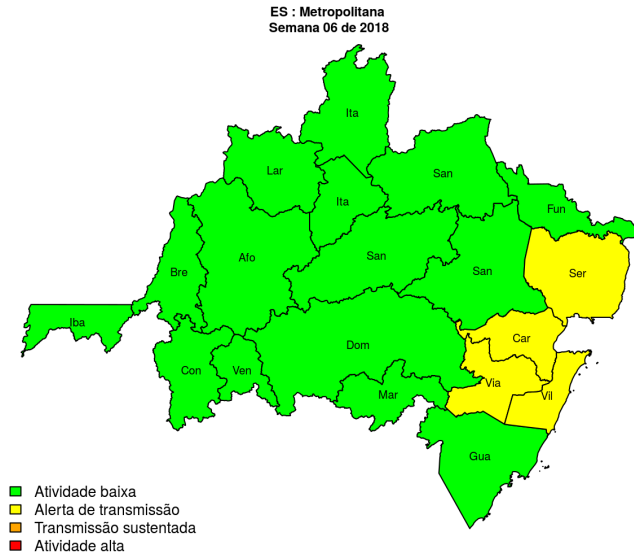 ES : Metropolitana
Semana 06 de 2018
Ita
Lar
San
Ita
Fun
Afo
San
San
Bre
Ser
Iba
Car
Dom
Con
Ven
Via
Mar
Vil
Gua
Atividade baixa
Alerta de transmissão
Transmissão sustentada
Atividade alta